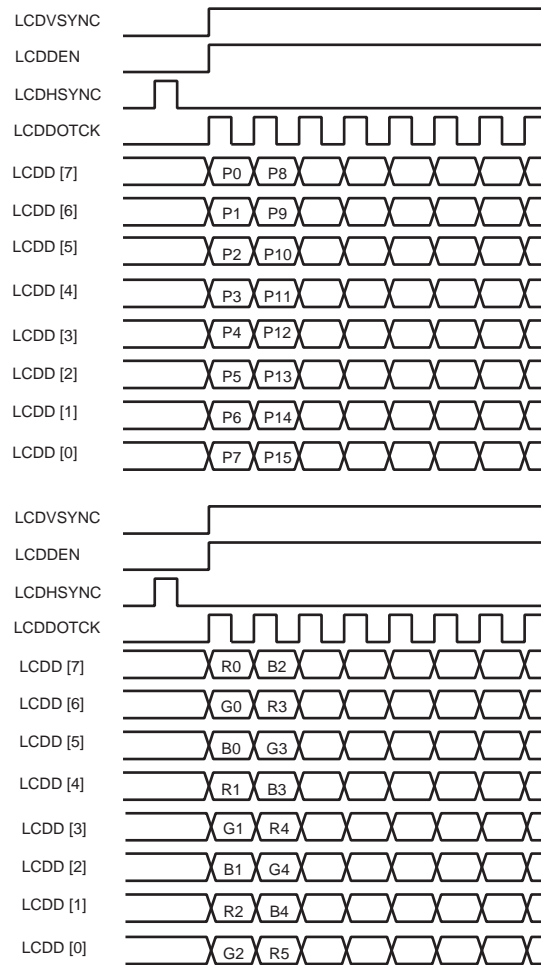 LCDVSYNC
LCDDEN
LCDHSYNC
LCDDOTCK
LCDD [7] P0 P8
LCDD [6] P1 P9
LCDD [5] P2 P10
LCDD [4] P3 P11
LCDD [3] P4 P12
LCDD [2] P5 P13
LCDD [1] P6 P14
LCDD [0] P7 P15
LCDVSYNC
LCDDEN
LCDHSYNC
LCDDOTCK
LCDD [7] R0 B2
LCDD [6] G0 R3
LCDD [5] B0 G3
LCDD [4] R1 B3
LCDD [3] G1 R4
LCDD [2] B1 G4
LCDD [1] R2 B4
LCDD [0] G2 R5